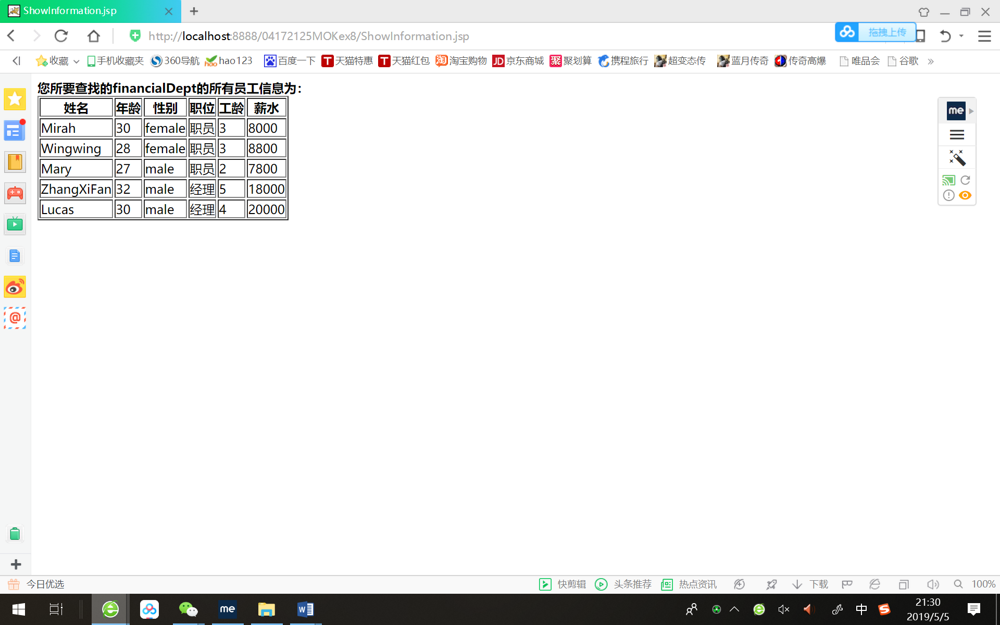 ShowInformation.jsp
http://localhost:8888/04172125MOKex8/ShowInformation.jsp
拖拽上传
收藏 手机收藏夹 360导航 hao123 百度一下 天猫特惠 天猫红包 淘宝购物 京东商城 聚划算 携程旅行 超变态传 蓝月传奇 传奇高爆 唯品会 谷歌 »
您所要查找的financialDept的所有员工信息为：
姓名 年龄 性别 职位 工龄 薪水
Mirah 30 female 职员 3 8000
Wingwing 28 female 职员 3 8800
Mary 27 male 职员 2 7800
ZhangXiFan 32 male 经理 5 18000
Lucas 30 male 经理 4 20000
me
今日优选 快剪辑 头条推荐 热点资讯 下载 100%
me 中 21:30
2019/5/5